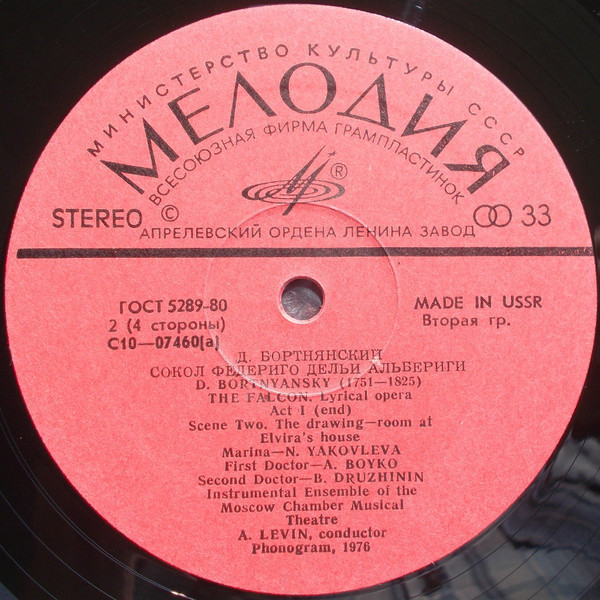 МИНИСТЕРСТВО КУЛЬТУРЫ СССР
МЕЛОДИЯ
ВСЕСОЮЗНАЯ ФИРМА ГРАМПЛАСТИНОК
®
STEREO © 33
АПРЕЛЕВСКИЙ ОРДЕНА ЛЕНИНА ЗАВОД
ГОСТ 5289-80 MADE IN USSR
2 (4 стороны) Вторая гр.
С10—07460(а)
Д. БОРТНЯНСКИЙ
СОКОЛ ФЕДЕРИГО ДЕЛЬИ АЛЬБЕРИГИ
D. BORTNYANSKY (1751—1825)
THE FALCON. Lyrical opera
Act I (end)
Scene Two. The drawing—room at
Elvira's house
Marina—N. YAKOVLEVA
First Doctor—A. BOYKO
Second Doctor—B. DRUZHININ
Instrumental Ensemble of the
Moscow Chamber Musical
Theatre
A. LEVIN, conductor
Phonogram, 1976